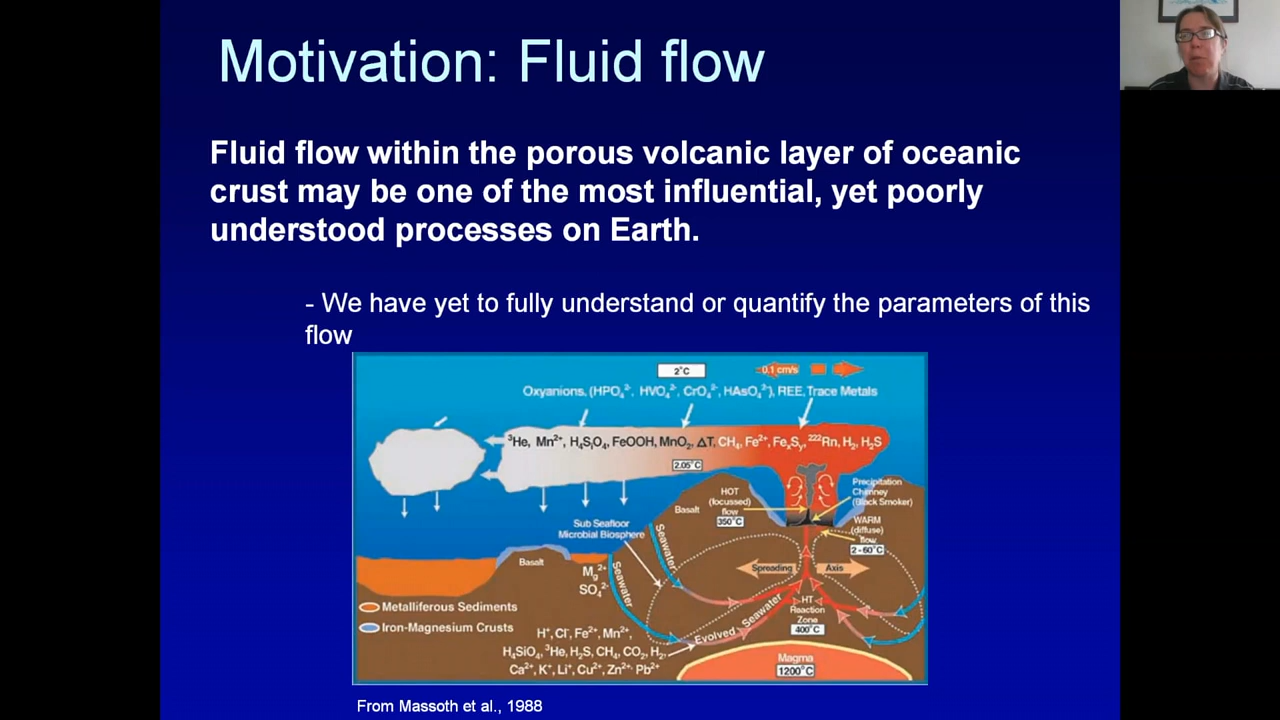 Motivation: Fluid flow
Fluid flow within the porous volcanic layer of oceanic
crust may be one of the most influential, yet poorly
understood processes on Earth.
- We have yet to fully understand or quantify the parameters of this
flow
2°C
0.1 cm/s
Oxyanions, (HPO₄²⁻, HVO₄²⁻, CrO₄²⁻, HAsO₄²⁻), REE, Trace Metals
³He, Mn²⁺, H₄SᵢO₄, FeOOH, MnO₂, ΔT, CH₄, Fe²⁺, FeₓSᵧ, ²²²Rn, H₂, H₂S
2.05°C
HOT
(focussed)
flow
350°C
Precipitation
Chimney
(Black Smoker)
Basalt
WARM
(diffuse)
flow
2-60°C
Sub Seafloor
Microbial Biosphere
Seawater
Basalt
Mg²⁺
SO₄²⁻
Seawater
Spreading Axis
Metalliferous Sediments
Iron-Magnesium Crusts
HT
Reaction
Zone
400°C
Evolved Seawater
H⁺, Cl⁻, Fe²⁺, Mn²⁺,
H₄SiO₄, ³He, H₂S, CH₄, CO₂, H₂,
Ca²⁺, K⁺, Li⁺, Cu²⁺, Zn²⁺, Pb²⁺
Magma
1200°C
From Massoth et al., 1988